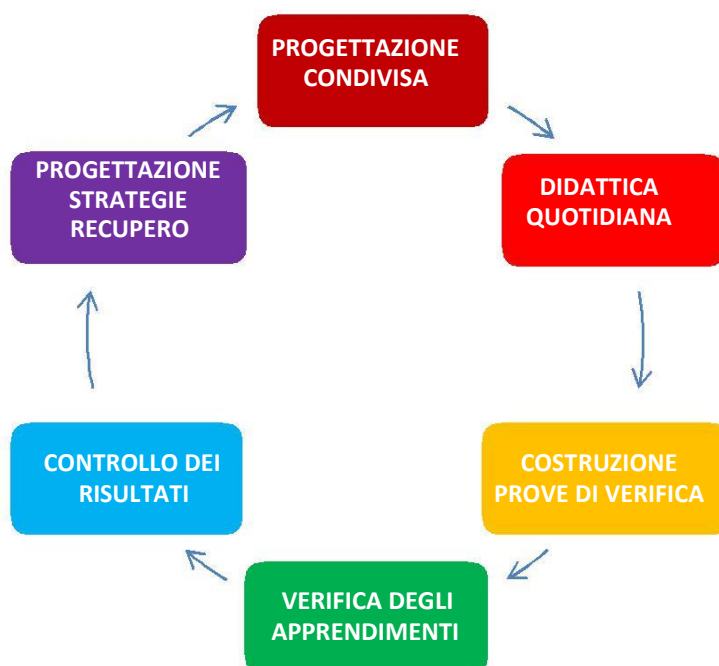 PROGETTAZIONE
CONDIVISA
DIDATTICA
QUOTIDIANA
COSTRUZIONE
PROVE DI VERIFICA
VERIFICA DEGLI
APPRENDIMENTI
CONTROLLO DEI
RISULTATI
PROGETTAZIONE
STRATEGIE
RECUPERO